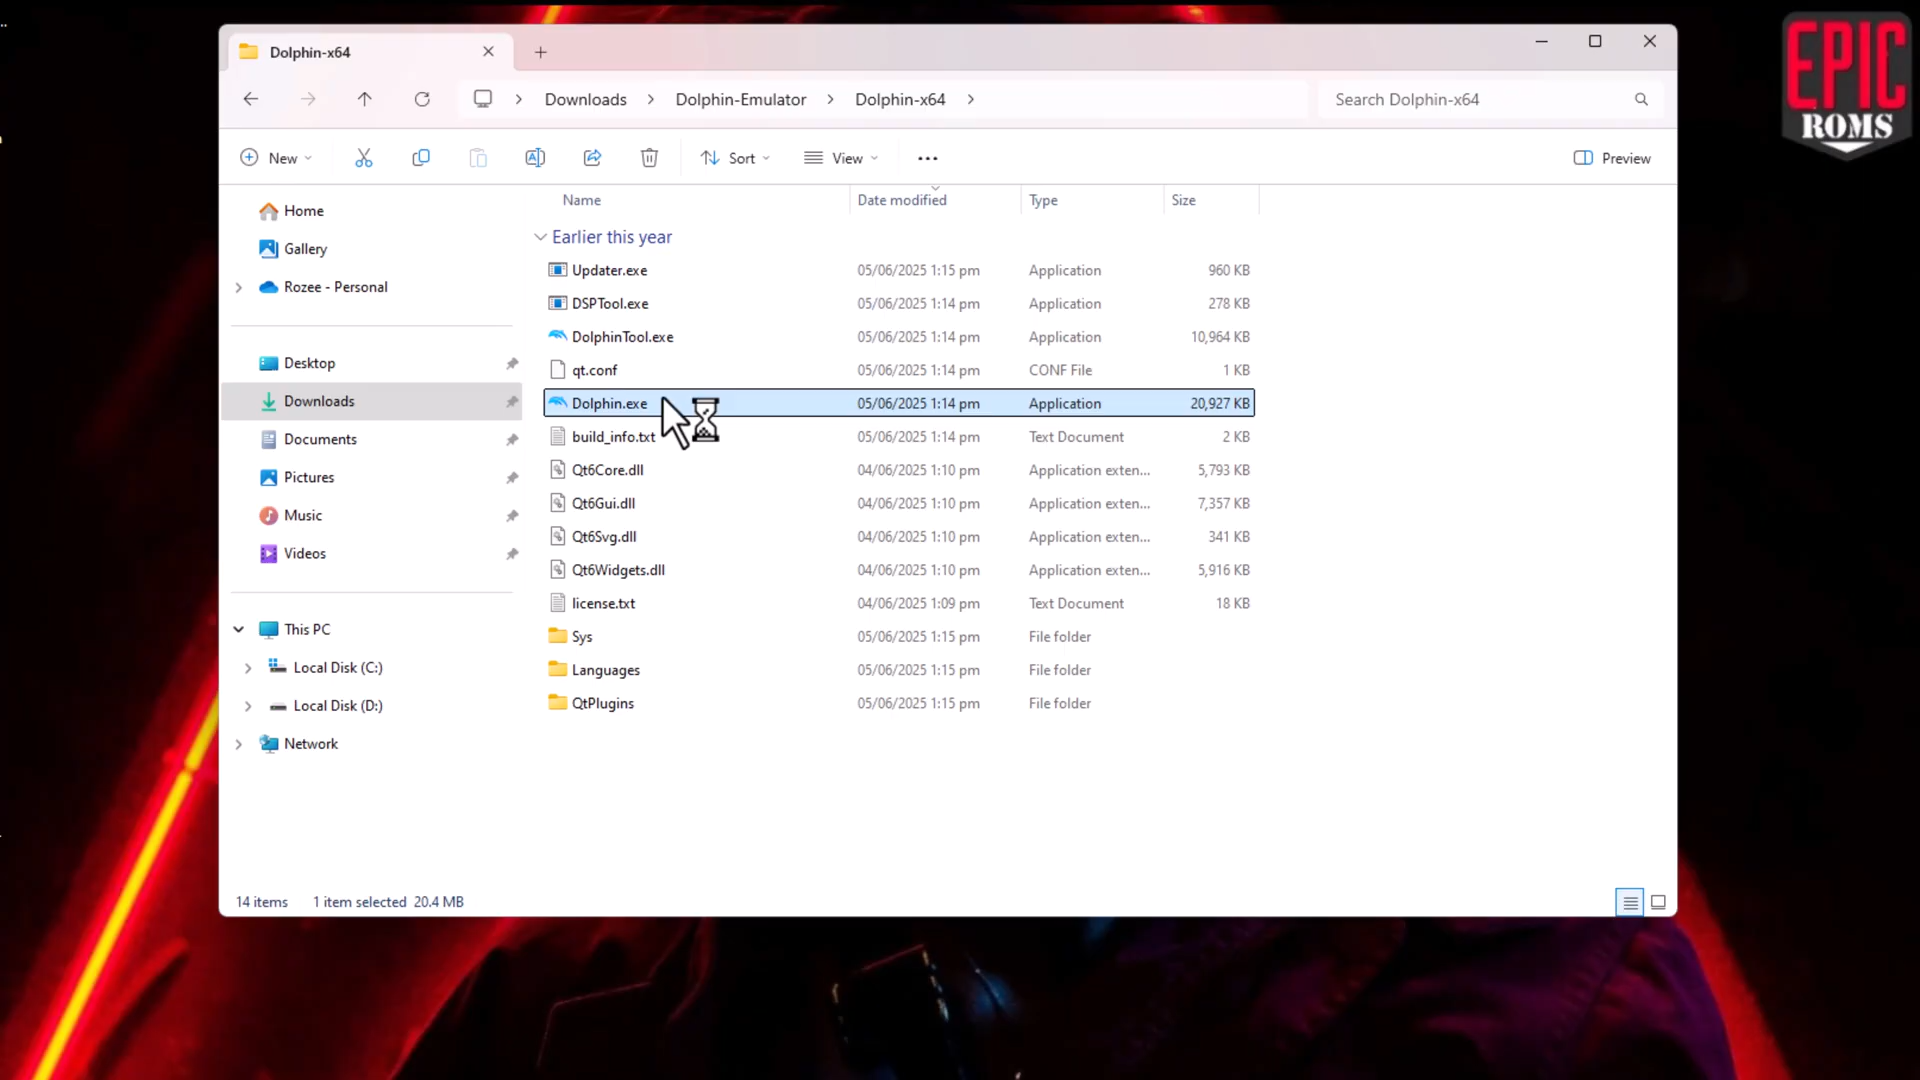 Dolphin-x64
Downloads > Dolphin-Emulator > Dolphin-x64 >
Search Dolphin-x64
EPIC
ROMS
New
Sort
View
Preview
Name
Date modified
Type
Size
Home
Gallery
Rozee - Personal
Desktop
Downloads
Documents
Pictures
Music
Videos
This PC
Local Disk (C:)
Local Disk (D:)
Network
Earlier this year
Updater.exe 05/06/2025 1:15 pm Application 960 KB
DSPTool.exe 05/06/2025 1:14 pm Application 278 KB
DolphinTool.exe 05/06/2025 1:14 pm Application 10,964 KB
qt.conf 05/06/2025 1:14 pm CONF File 1 KB
Dolphin.exe 05/06/2025 1:14 pm Application 20,927 KB
build_info.txt 05/06/2025 1:14 pm Text Document 2 KB
Qt6Core.dll 04/06/2025 1:10 pm Application exten... 5,793 KB
Qt6Gui.dll 04/06/2025 1:10 pm Application exten... 7,357 KB
Qt6Svg.dll 04/06/2025 1:10 pm Application exten... 341 KB
Qt6Widgets.dll 04/06/2025 1:10 pm Application exten... 5,916 KB
license.txt 04/06/2025 1:09 pm Text Document 18 KB
Sys 05/06/2025 1:15 pm File folder
Languages 05/06/2025 1:15 pm File folder
QtPlugins 05/06/2025 1:15 pm File folder
14 items 1 item selected 20.4 MB